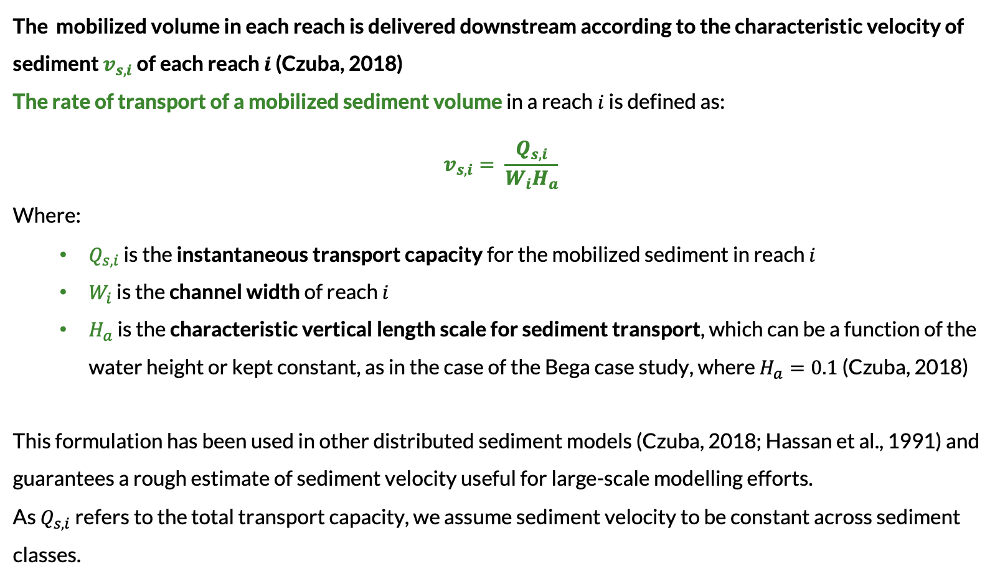 The mobilized volume in each reach is delivered downstream according to the characteristic velocity of
sediment v_{s,i} of each reach i (Czuba, 2018)
The rate of transport of a mobilized sediment volume in a reach i is defined as:
v_{s,i} = \frac{Q_{s,i}}{W_i H_a}
Where:
• Q_{s,i} is the instantaneous transport capacity for the mobilized sediment in reach i
• W_i is the channel width of reach i
• H_a is the characteristic vertical length scale for sediment transport, which can be a function of the
water height or kept constant, as in the case of the Bega case study, where H_a = 0.1 (Czuba, 2018)
This formulation has been used in other distributed sediment models (Czuba, 2018; Hassan et al., 1991) and
guarantees a rough estimate of sediment velocity useful for large-scale modelling efforts.
As Q_{s,i} refers to the total transport capacity, we assume sediment velocity to be constant across sediment
classes.